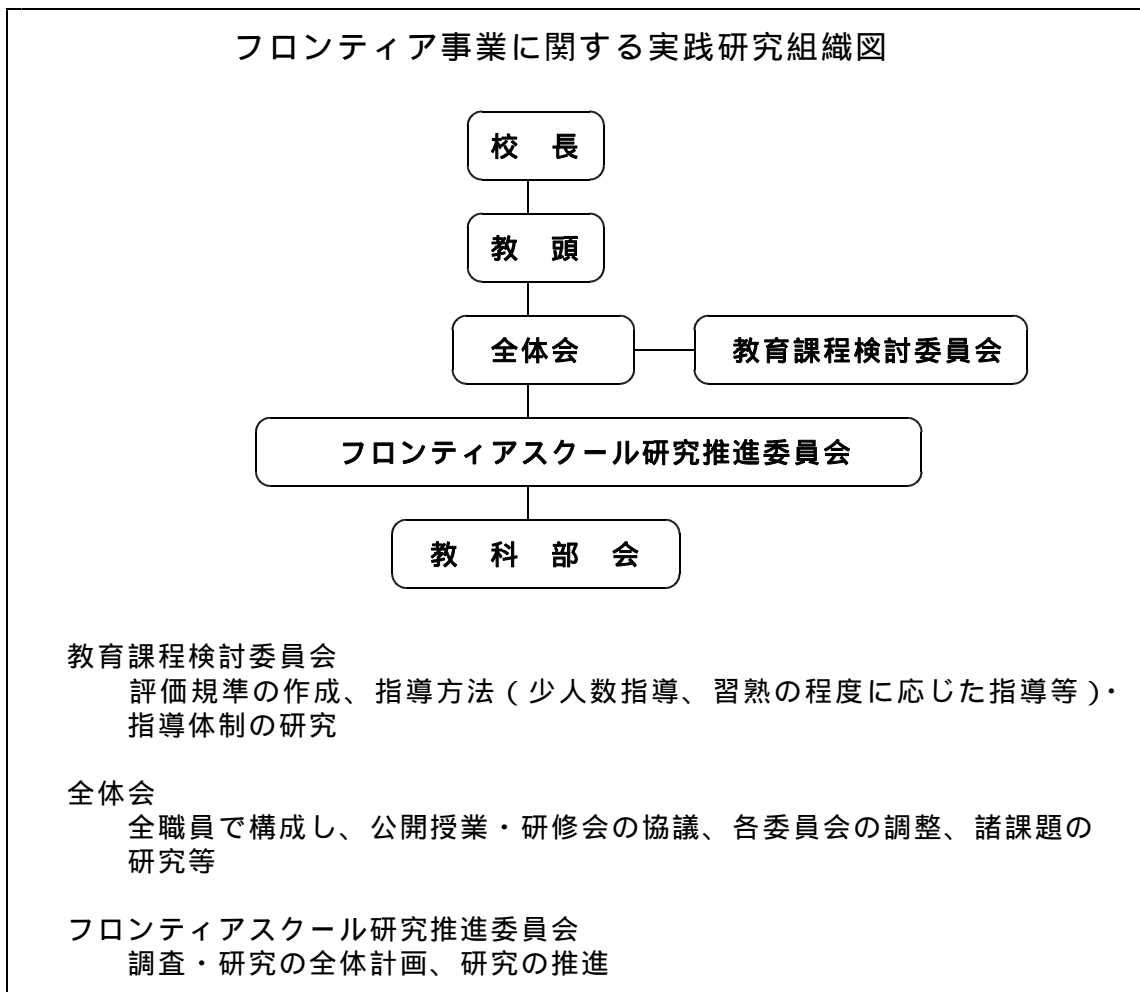 フロンティア事業に関する実践研究組織図
校　長
教　頭
全体会
教育課程検討委員会
フロンティアスクール研究推進委員会
教　科　部　会
教育課程検討委員会
評価規準の作成、指導方法（少人数指導、習熟の程度に応じた指導等）・
指導体制の研究
全体会
全職員で構成し、公開授業・研修会の協議、各委員会の調整、諸課題の
研究等
フロンティアスクール研究推進委員会
調査・研究の全体計画、研究の推進